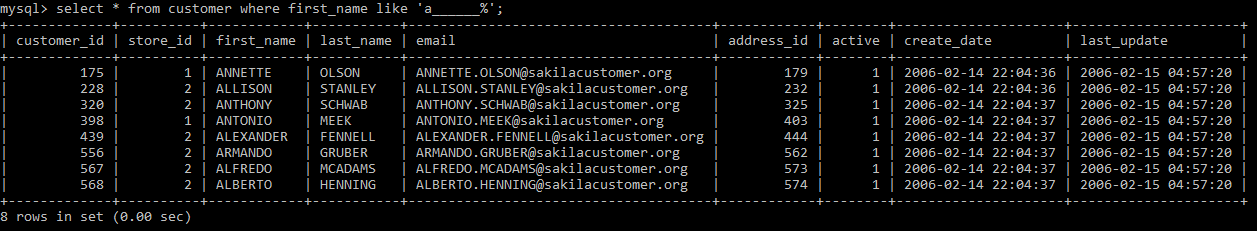 mysql> select * from customer where first_name like 'a______%';
+-------------+----------+------------+-----------+------------------------------------+------------+--------+---------------------+---------------------+
| customer_id | store_id | first_name | last_name | email                              | address_id | active | create_date         | last_update         |
+-------------+----------+------------+-----------+------------------------------------+------------+--------+---------------------+---------------------+
|         175 |        1 | ANNETTE    | OLSON     | ANNETTE.OLSON@sakilacustomer.org   |        179 |      1 | 2006-02-14 22:04:36 | 2006-02-15 04:57:20 |
|         228 |        2 | ALLISON    | STANLEY   | ALLISON.STANLEY@sakilacustomer.org |        232 |      1 | 2006-02-14 22:04:36 | 2006-02-15 04:57:20 |
|         320 |        2 | ANTHONY    | SCHWAB    | ANTHONY.SCHWAB@sakilacustomer.org  |        325 |      1 | 2006-02-14 22:04:37 | 2006-02-15 04:57:20 |
|         398 |        1 | ANTONIO    | MEEK      | ANTONIO.MEEK@sakilacustomer.org    |        403 |      1 | 2006-02-14 22:04:37 | 2006-02-15 04:57:20 |
|         439 |        2 | ALEXANDER  | FENNELL   | ALEXANDER.FENNELL@sakilacustomer.org |        444 |      1 | 2006-02-14 22:04:37 | 2006-02-15 04:57:20 |
|         556 |        2 | ARMANDO    | GRUBER    | ARMANDO.GRUBER@sakilacustomer.org  |        562 |      1 | 2006-02-14 22:04:37 | 2006-02-15 04:57:20 |
|         567 |        2 | ALFREDO    | MCADAMS   | ALFREDO.MCADAMS@sakilacustomer.org |        573 |      1 | 2006-02-14 22:04:37 | 2006-02-15 04:57:20 |
|         568 |        2 | ALBERTO    | HENNING   | ALBERTO.HENNING@sakilacustomer.org |        574 |      1 | 2006-02-14 22:04:37 | 2006-02-15 04:57:20 |
+-------------+----------+------------+-----------+------------------------------------+------------+--------+---------------------+---------------------+
8 rows in set (0.00 sec)